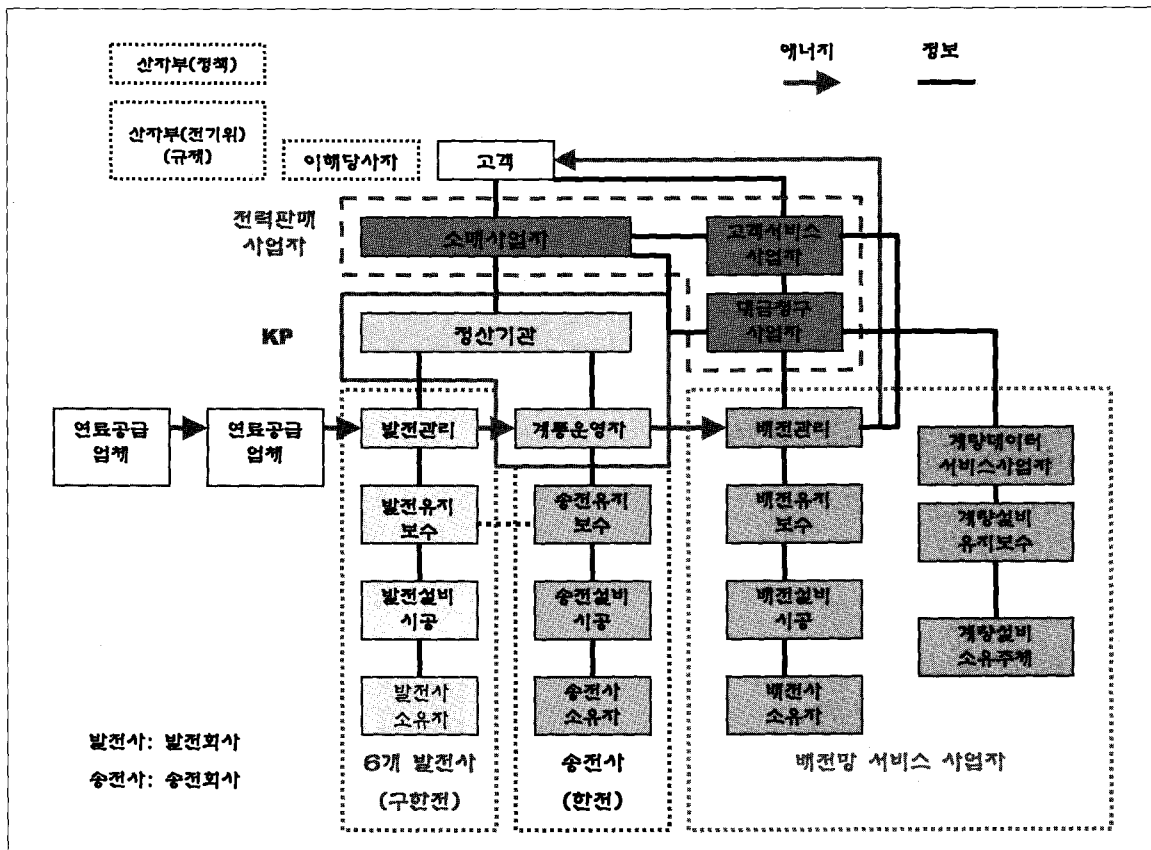 산자부(정책)
에너지
정보
산자부(전기위)
(규제)
이해당사자
고객
전력판매
사업자
소매사업자
고객서비스
사업자
대금청구
사업자
KP
정산기관
연료공급
업체
연료공급
업체
발전관리
계통운영자
배전관리
계량데이터
서비스사업자
발전유지
보수
송전유지
보수
배전유지
보수
계량설비
유지보수
발전설비
시공
송전설비
시공
배전설비
시공
계량설비
소유주체
발전사
소유자
송전사
소유자
배전사
소유자
발전사: 발전회사
송전사: 송전회사
6개 발전사
(구한전)
송전사
(한전)
배전망 서비스 사업자